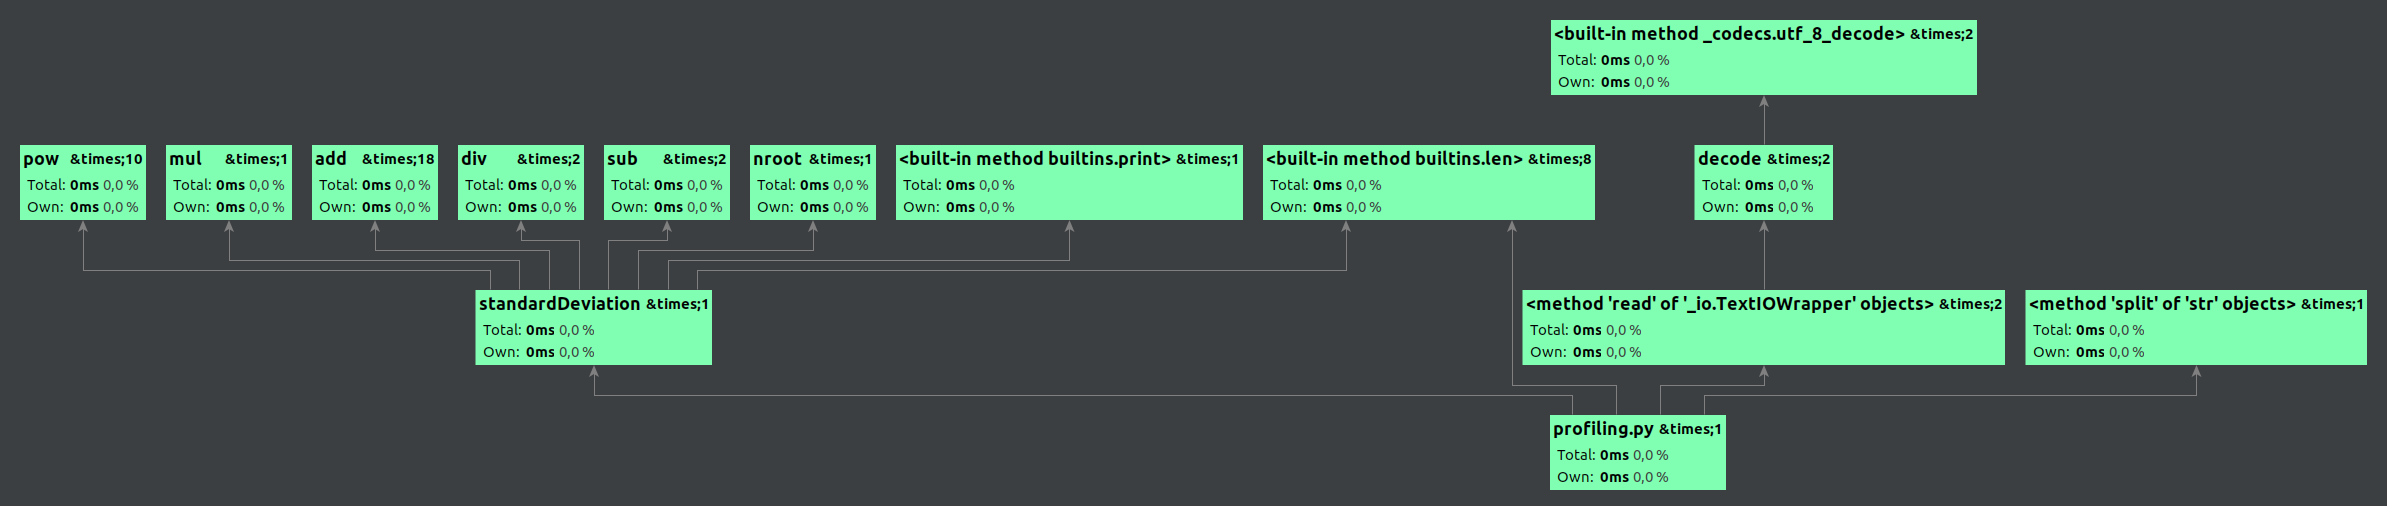 <built-in method _codecs.utf_8_decode> &times;2
Total: 0ms 0,0 %
Own: 0ms 0,0 %
pow &times;10
Total: 0ms 0,0 %
Own: 0ms 0,0 %
mul &times;1
Total: 0ms 0,0 %
Own: 0ms 0,0 %
add &times;18
Total: 0ms 0,0 %
Own: 0ms 0,0 %
div &times;2
Total: 0ms 0,0 %
Own: 0ms 0,0 %
sub &times;2
Total: 0ms 0,0 %
Own: 0ms 0,0 %
nroot &times;1
Total: 0ms 0,0 %
Own: 0ms 0,0 %
<built-in method builtins.print> &times;1
Total: 0ms 0,0 %
Own: 0ms 0,0 %
<built-in method builtins.len> &times;8
Total: 0ms 0,0 %
Own: 0ms 0,0 %
decode &times;2
Total: 0ms 0,0 %
Own: 0ms 0,0 %
standardDeviation &times;1
Total: 0ms 0,0 %
Own: 0ms 0,0 %
<method 'read' of '_io.TextIOWrapper' objects> &times;2
Total: 0ms 0,0 %
Own: 0ms 0,0 %
<method 'split' of 'str' objects> &times;1
Total: 0ms 0,0 %
Own: 0ms 0,0 %
profiling.py &times;1
Total: 0ms 0,0 %
Own: 0ms 0,0 %